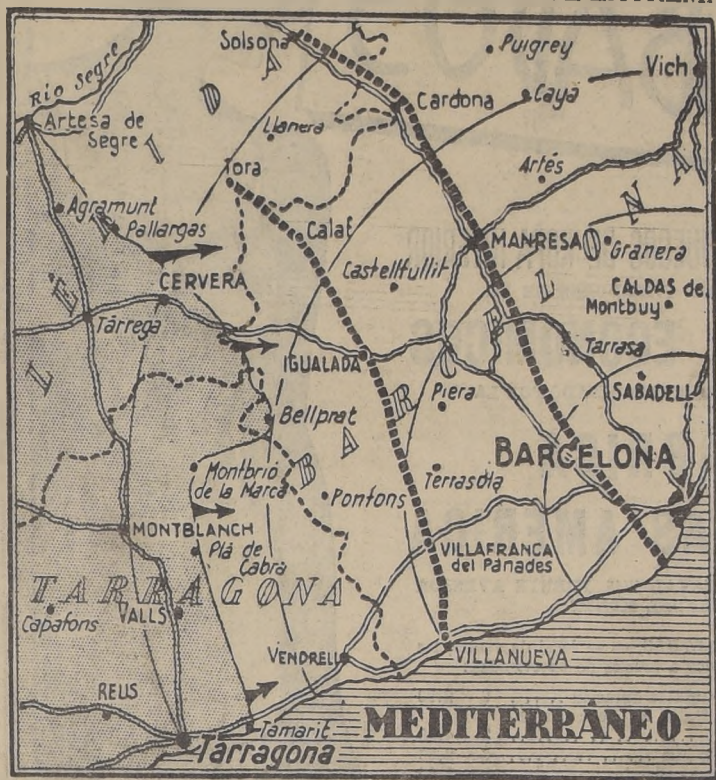 Solsona
Puigrey
Vich
Río Segre
Cardona
Caya
Artesa de
Segre
Llanera
Tora
Artés
Agramunt
Pallargas
Calaf
MANRESA
Granera
CERVERA
Castellfullit
CALDAS de
Montbuy
Tárrega
Tarrasa
IGUALADA
Piera
SABADELL
Bellprat
BARCELONA
Montbrió
de la Marca
Pontons
Terrasola
MONTBLANCH
Plá de
Cabra
VILLAFRANCA
del Panades
LÉRIDA
BARCELONA
TARRAGONA
Capafons
VALLS
VENDRELL
VILLANUEVA
REUS
Tamarit
MEDITERRÁNEO
Tarragona